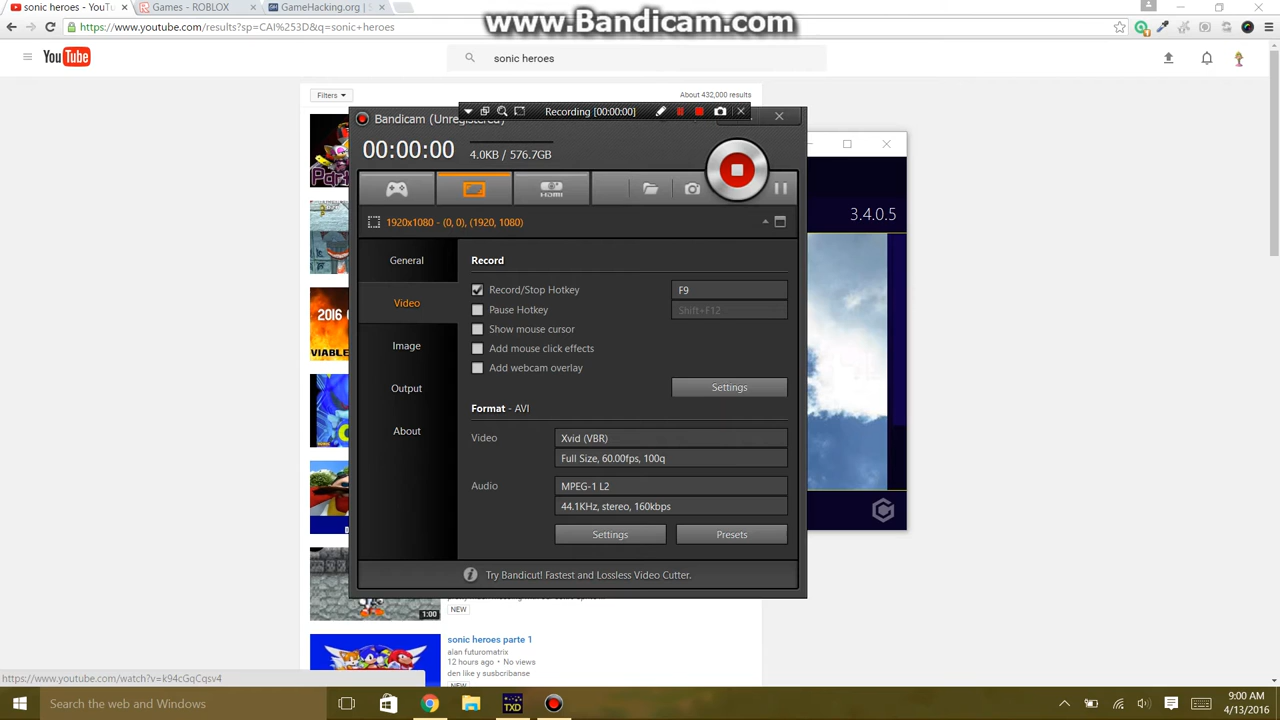 sonic heroes - YouTu
Games - ROBLOX
GameHacking.org |
www.Bandicam.com
https://www.youtube.com/results?sp=CAI%253D&q=sonic+heroes
YouTube
sonic heroes
Filters
About 432,000 results
Recording [00:00:00]
Bandicam (Unregistered)
00:00:00
4.0KB / 576.7GB
HDMI
1920x1080 - (0, 0), (1920, 1080)
3.4.0.5
General
Video
Image
Output
About
Record
Record/Stop Hotkey
F9
Pause Hotkey
Shift+F12
Show mouse cursor
Add mouse click effects
Add webcam overlay
Settings
Format - AVI
Video
Xvid (VBR)
Full Size, 60.00fps, 100q
Audio
MPEG-1 L2
44.1KHz, stereo, 160kbps
Settings
Presets
Try Bandicut! Fastest and Lossless Video Cutter.
2016
VIABLE
1:00
NEW
sonic heroes parte 1
alan futuromatrix
12 hours ago • No views
den like y susbcribanse
NEW
https://www.youtube.com/watch?v=k94cGqCqsv4
Search the web and Windows
TXD
9:00 AM
4/13/2016